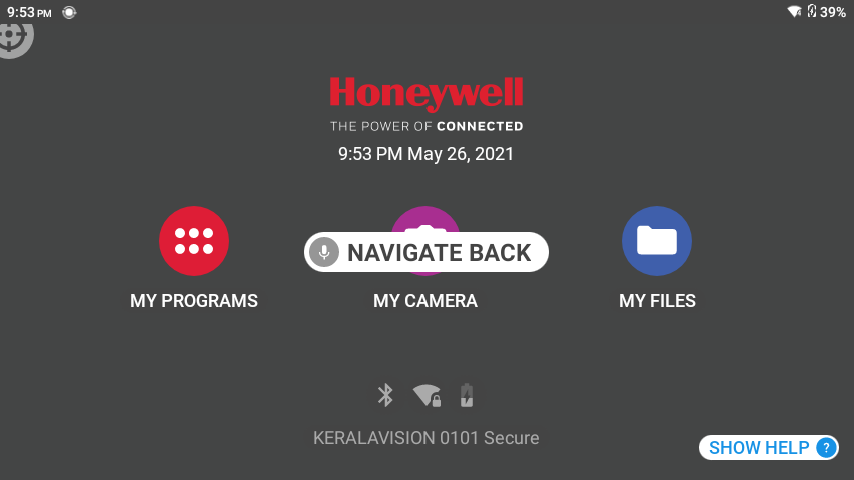 9:53 PM
39%
Honeywell
THE POWER OF CONNECTED
9:53 PM May 26, 2021
NAVIGATE BACK
MY PROGRAMS
MY CAMERA
MY FILES
KERALAVISION 0101 Secure
SHOW HELP ?